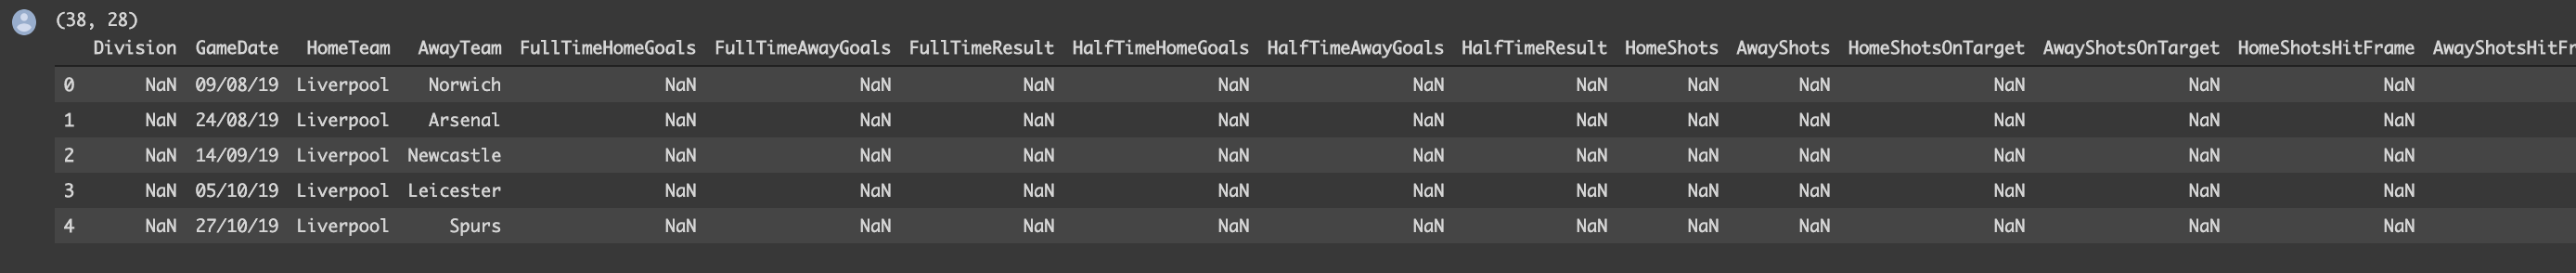 (38, 28)
Division GameDate HomeTeam AwayTeam FullTimeHomeGoals FullTimeAwayGoals FullTimeResult HalfTimeHomeGoals HalfTimeAwayGoals HalfTimeResult HomeShots AwayShots HomeShotsOnTarget AwayShotsOnTarget HomeShotsHitFrame AwayShotsHitFr
0 NaN 09/08/19 Liverpool Norwich NaN NaN NaN NaN NaN NaN NaN NaN NaN NaN NaN
1 NaN 24/08/19 Liverpool Arsenal NaN NaN NaN NaN NaN NaN NaN NaN NaN NaN NaN
2 NaN 14/09/19 Liverpool Newcastle NaN NaN NaN NaN NaN NaN NaN NaN NaN NaN NaN
3 NaN 05/10/19 Liverpool Leicester NaN NaN NaN NaN NaN NaN NaN NaN NaN NaN NaN
4 NaN 27/10/19 Liverpool Spurs NaN NaN NaN NaN NaN NaN NaN NaN NaN NaN NaN